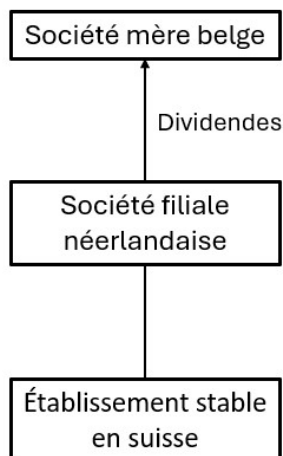 Société mère belge
Dividendes
Société filiale
néerlandaise
Établissement stable
en suisse